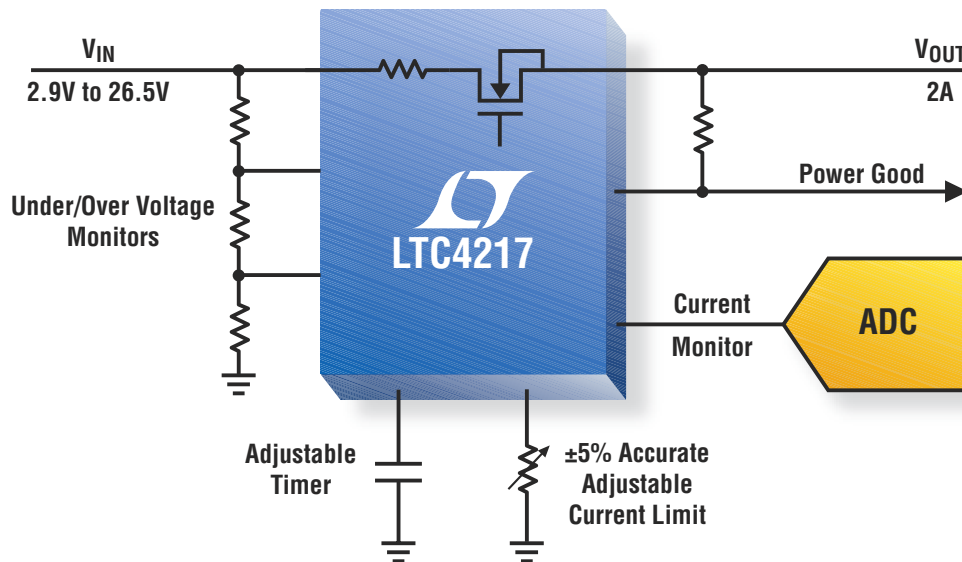 VIN
2.9V to 26.5V
VOUT
2A
Under/Over Voltage
Monitors
LTC4217
Power Good
Current
Monitor
ADC
Adjustable
Timer
±5% Accurate
Adjustable
Current Limit